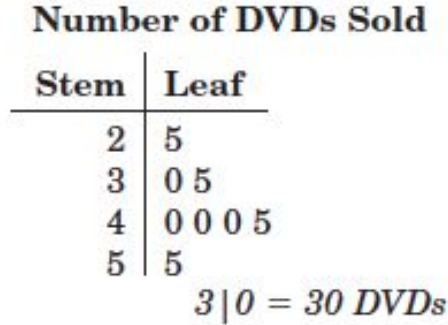 Number of DVDs Sold
Stem Leaf
2 5
3 0 5
4 0 0 0 5
5 5
3|0 = 30 DVDs